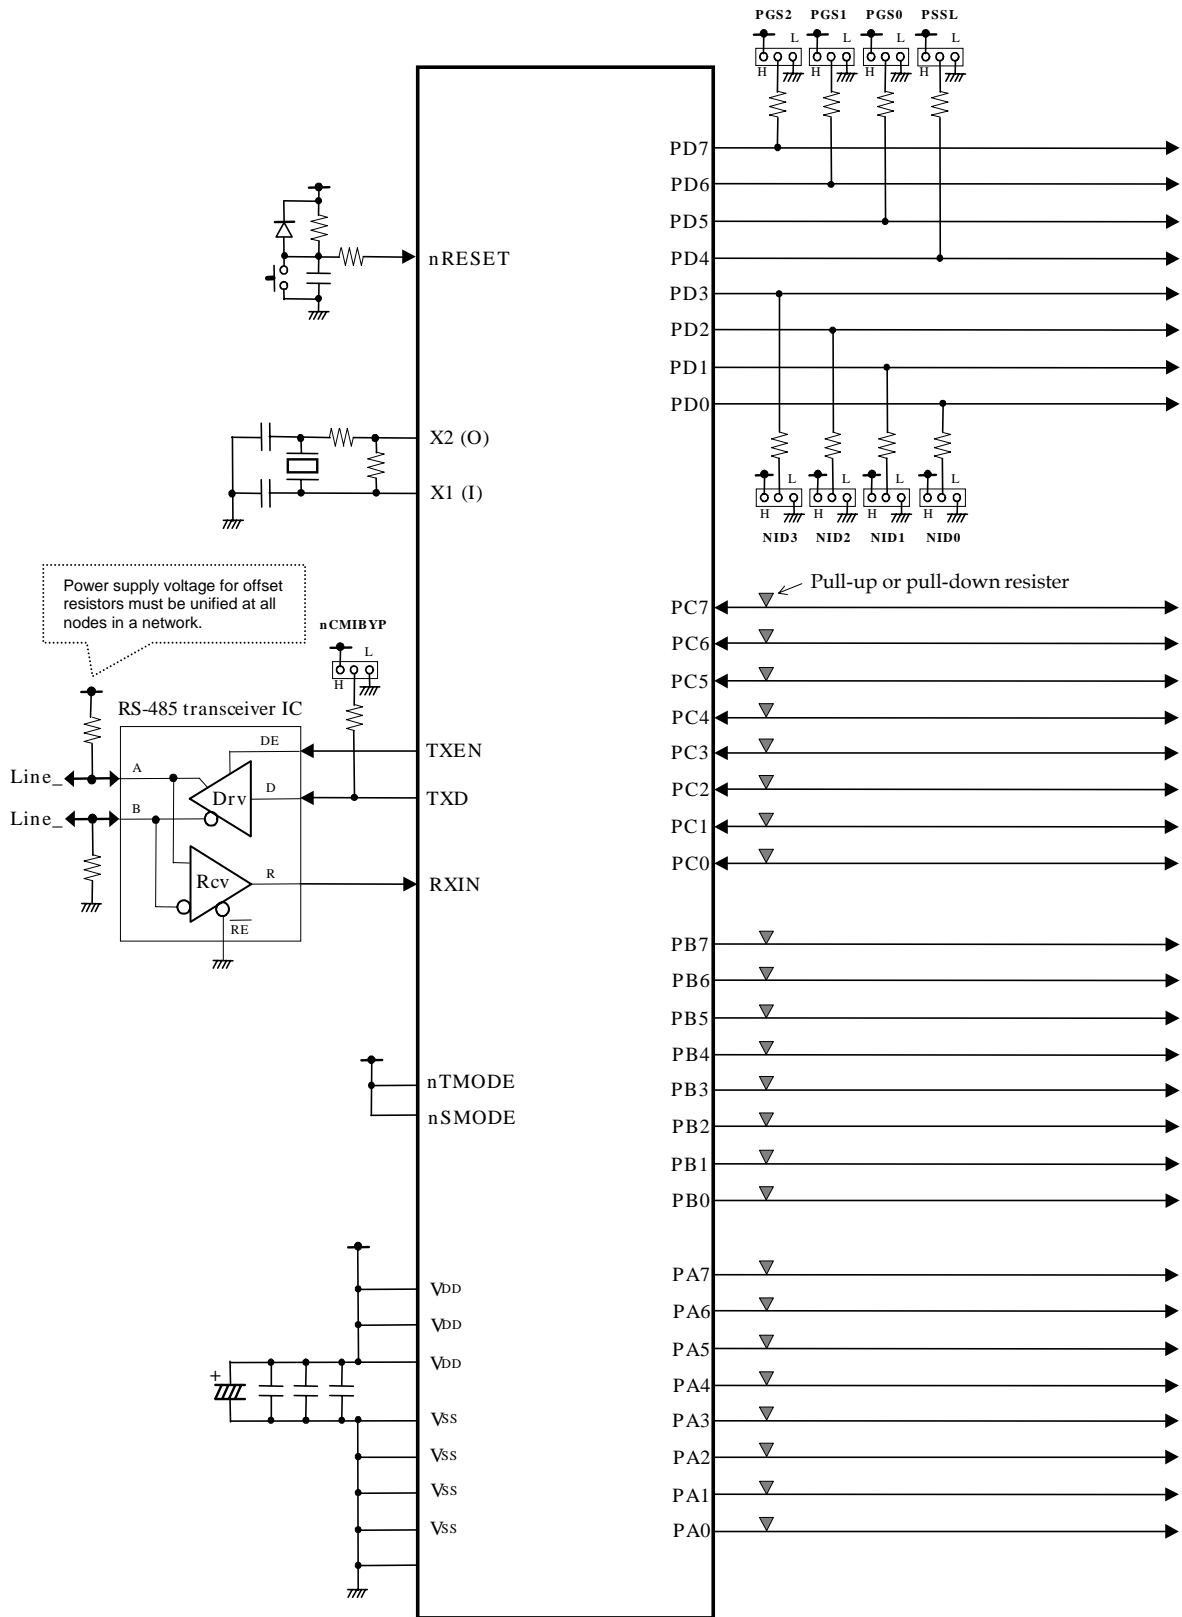 PGS2 PGS1 PGS0 PSSL
L L L L
H H H H
PD7
PD6
PD5
PD4
PD3
PD2
PD1
PD0
L L L L
H H H H
NID3 NID2 NID1 NID0
nRESET
X2 (O)
X1 (I)
Power supply voltage for offset
resistors must be unified at all
nodes in a network.
nCMIBYP
L
H
RS-485 transceiver IC
DE
TXEN
Line_
A
Drv
D
TXD
Line_
B
Rcv
R
RXIN
RE
nTMODE
nSMODE
VDD
VDD
VDD
+
VSS
VSS
VSS
VSS
Pull-up or pull-down resister
PC7
PC6
PC5
PC4
PC3
PC2
PC1
PC0
PB7
PB6
PB5
PB4
PB3
PB2
PB1
PB0
PA7
PA6
PA5
PA4
PA3
PA2
PA1
PA0